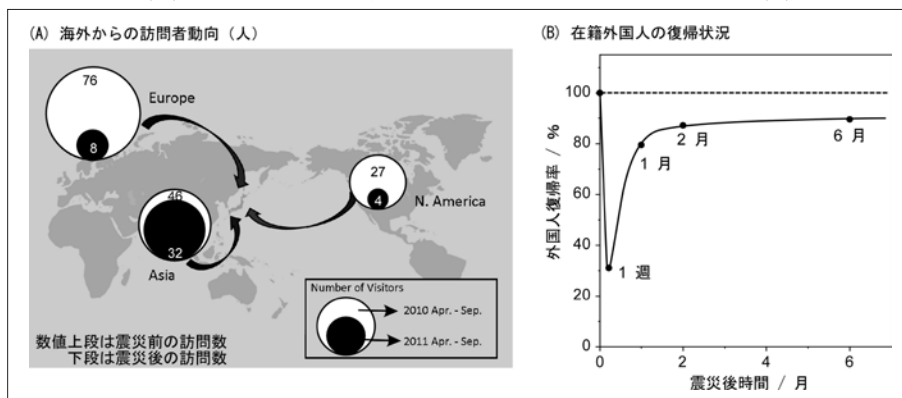 (A) 海外からの訪問者動向（人）
76
Europe
8
46
32
Asia
27
4
N. America
Number of Visitors
2010 Apr. - Sep.
2011 Apr. - Sep.
数値上段は震災前の訪問数
下段は震災後の訪問数
(B) 在籍外国人の復帰状況
外国人復帰率 / %
100
80
60
40
20
0
1 週
1 月
2 月
6 月
0 2 4 6
震災後時間 / 月